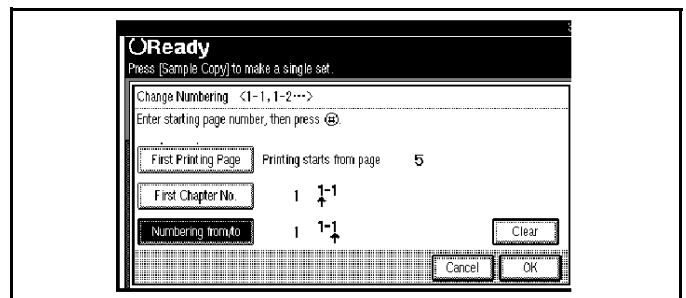 Ready
Press [Sample Copy] to make a single set.
Change Numbering <1-1, 1-2···>
Enter starting page number, then press (#).
First Printing Page Printing starts from page 5
First Chapter No. 1 1-1
Numbering from/to 1 1-1 Clear
Cancel OK